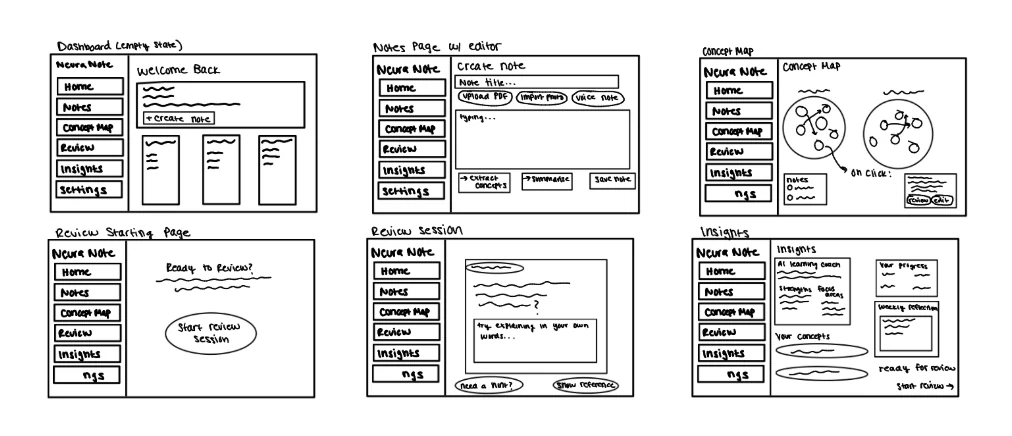 Dashboard (empty state)
Neura Note
Home
Notes
Concept Map
Review
Insights
Settings
Welcome Back
+ create note
Notes Page w/ editor
Neura Note
Home
Notes
Concept Map
Review
Insights
Settings
Create note
Note title...
Upload PDF
Import
Voice note
typing...
→ Extract
concepts
→ Summarise
Save note
Concept Map
Neura Note
Home
Notes
Concept Map
Review
Insights
ngs
Concept Map
Notes
on click:
review
edit
Review Starting Page
Neura Note
Home
Notes
Concept Map
Review
Insights
ngs
Ready to Review?
Start review
session
Review Session
Neura Note
Home
Notes
Concept Map
Review
Insights
ngs
?
try explaining in your own
words...
need a hint?
Show reference
Insights
Neura Note
Home
Notes
Concept Map
Review
Insights
ngs
Insights
AI learning coach
Strengths
focus
areas
Your Progress
Weekly reflection
Your concepts
ready for review
Start review →